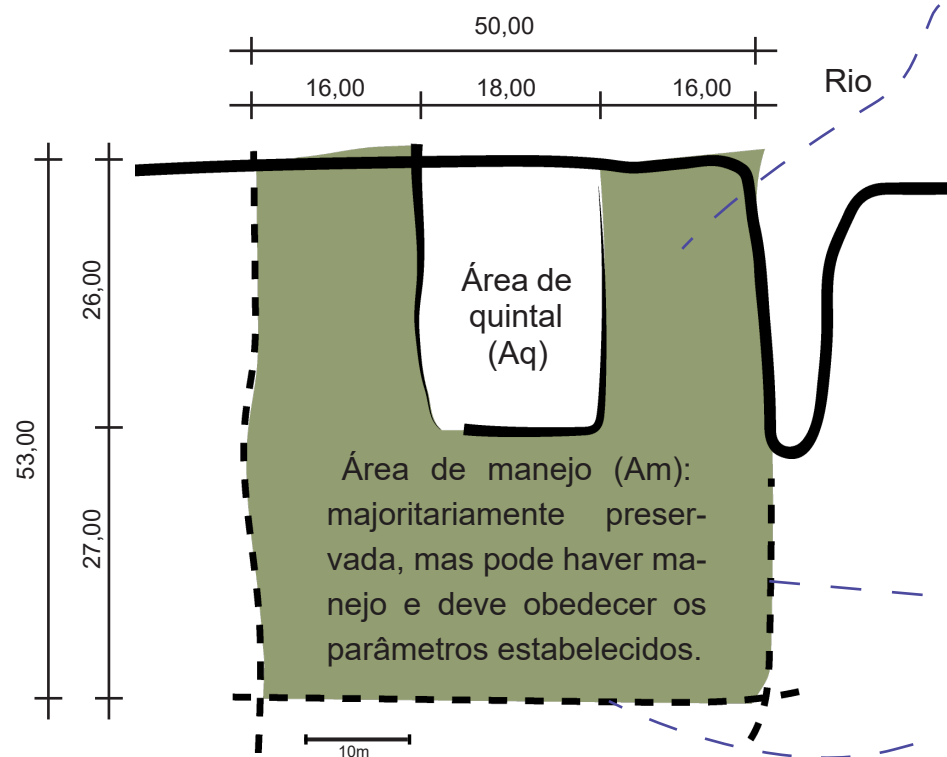 50,00
16,00 18,00 16,00
Rio
26,00
53,00
27,00
Área de
quintal
(Aq)
Área de manejo (Am):
majoritariamente preser-
vada, mas pode haver ma-
nejo e deve obedecer os
parâmetros estabelecidos.
10m